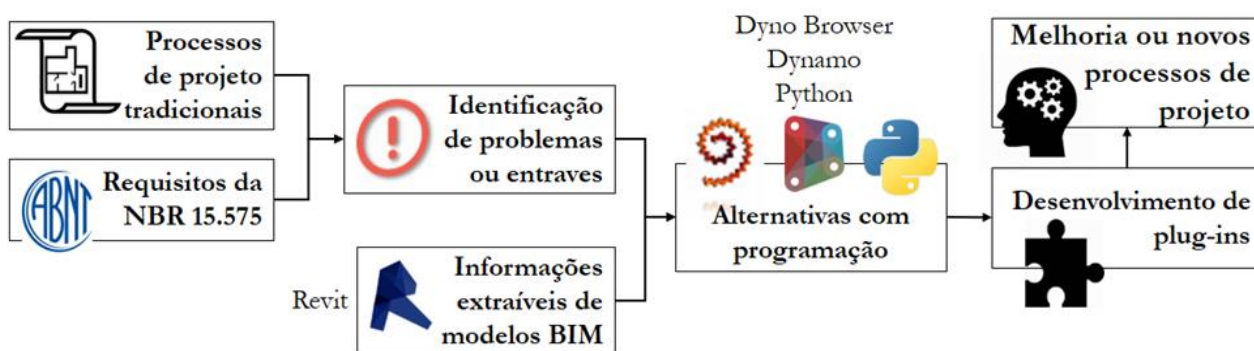 Processos
de projeto
tradicionais
ABNT
Requisitos da
NBR 15.575
Identificação
de problemas
ou entraves
Revit
Informações
extraíveis de
modelos BIM
Dyno Browser
Dynamo
Python
Alternativas com
programação
Desenvolvimento de
plug-ins
Melhoria ou novos
processos de
projeto